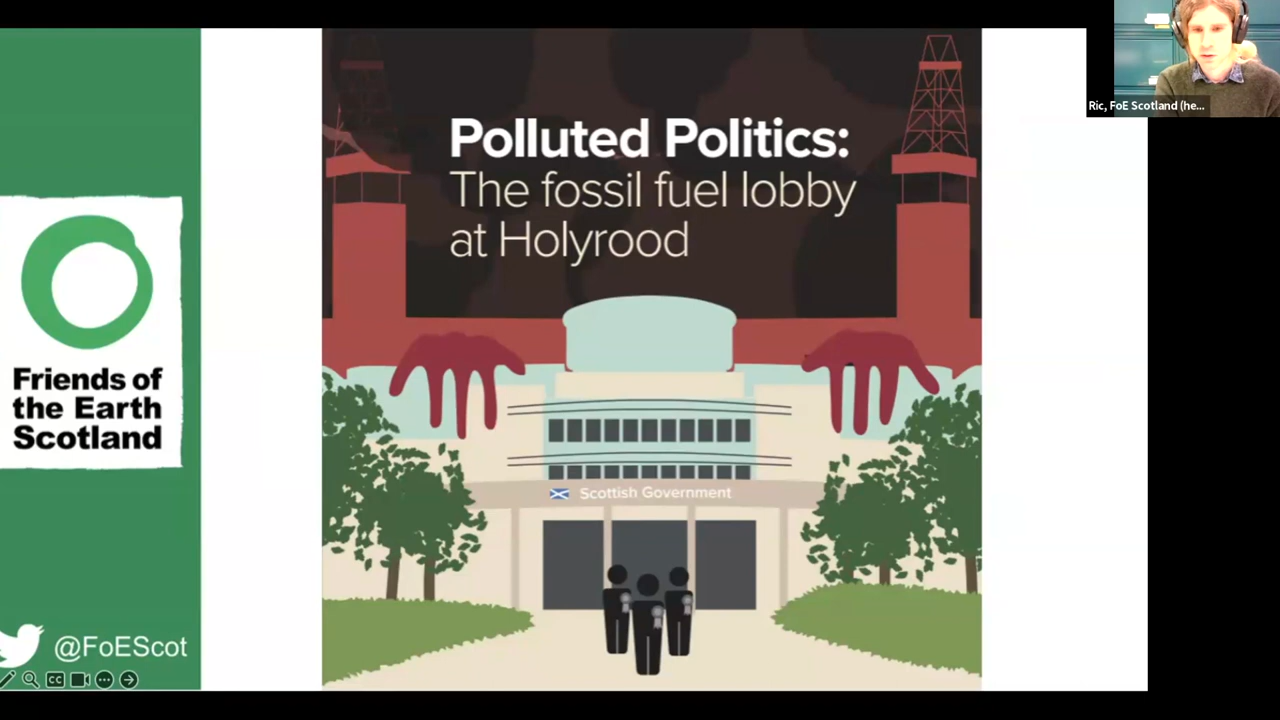 Polluted Politics:
The fossil fuel lobby
at Holyrood
Scottish Government
Friends of
the Earth
Scotland
@FoEScot
CC
Ric, FoE Scotland (he...